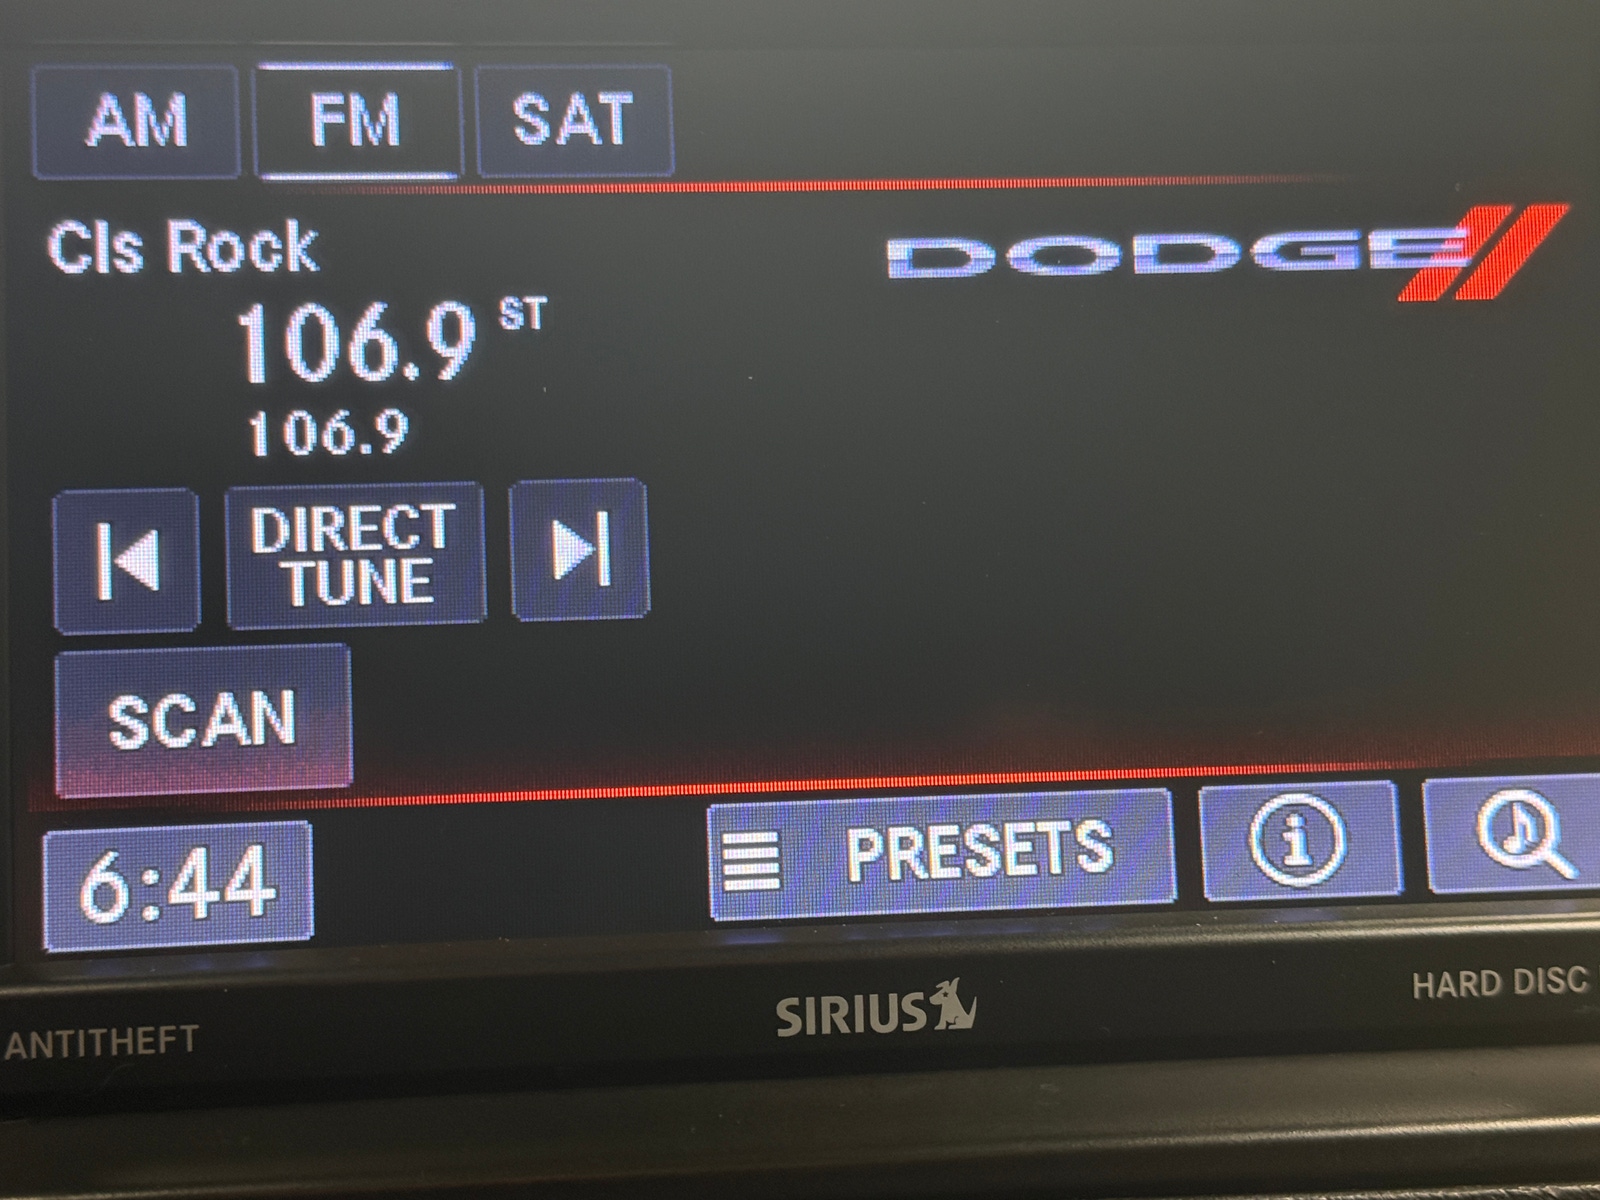 AM FM SAT
Cls Rock
DODGE
106.9 ST
106.9
DIRECT
TUNE
SCAN
6:44
PRESETS
i
ANTITHEFT
SIRIUS
HARD DISC